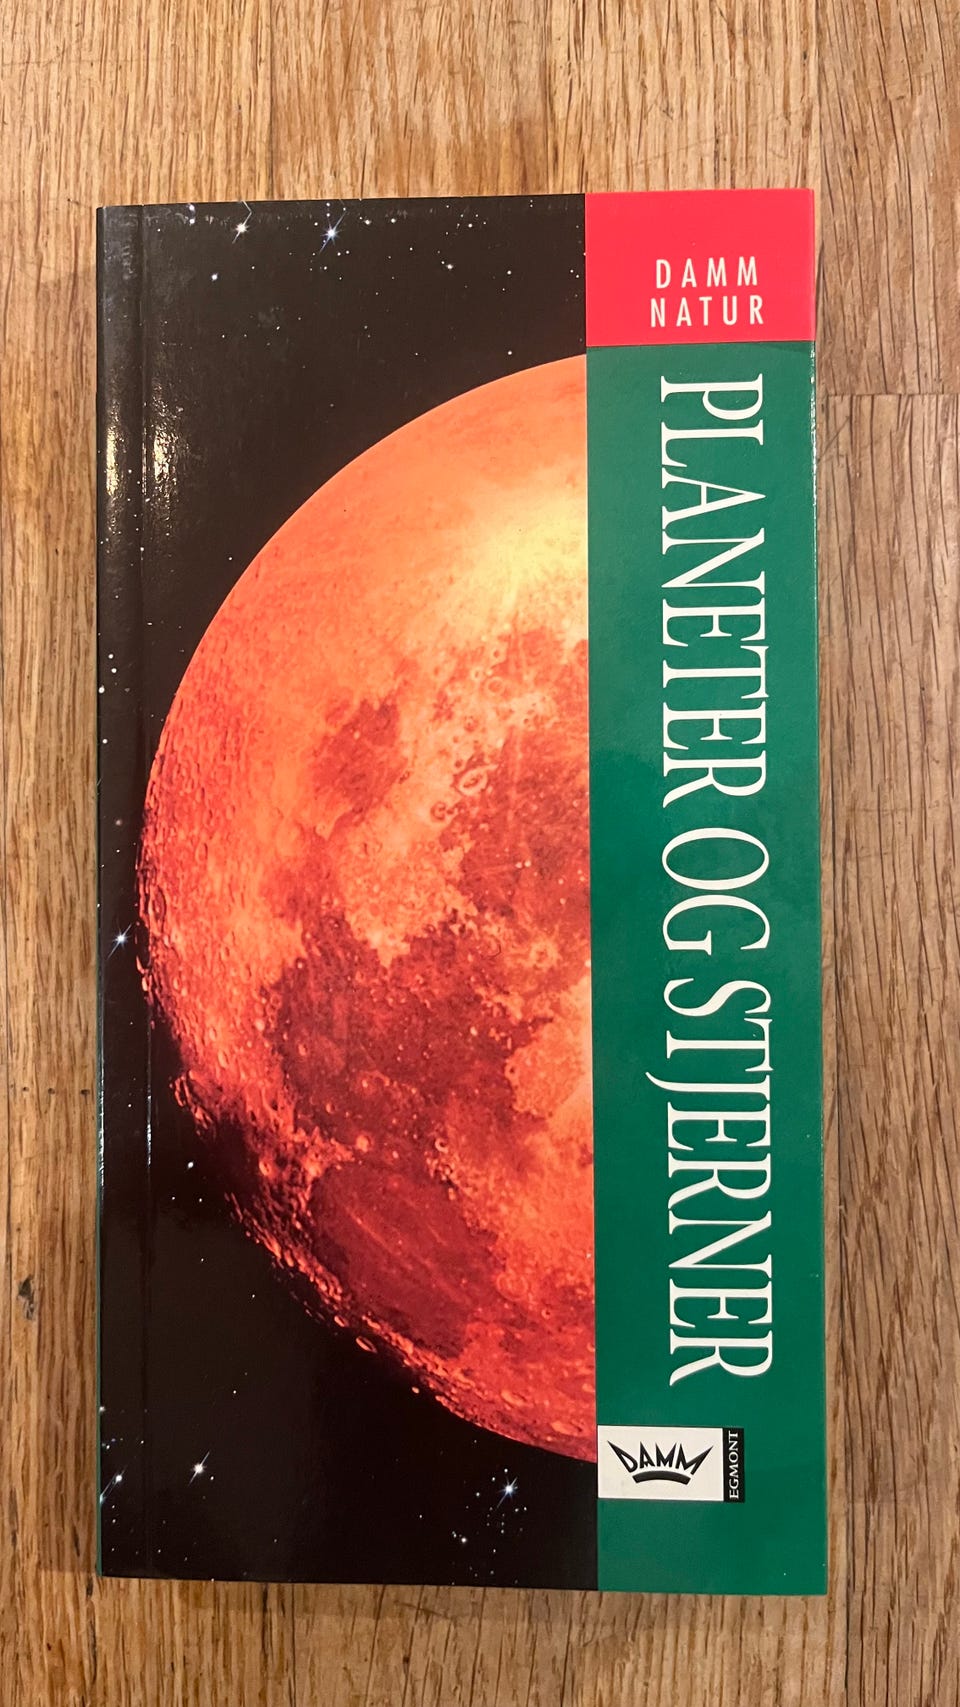 DAMM
NATUR
PLANETER OG STJERNER
DAMM
EGMONT